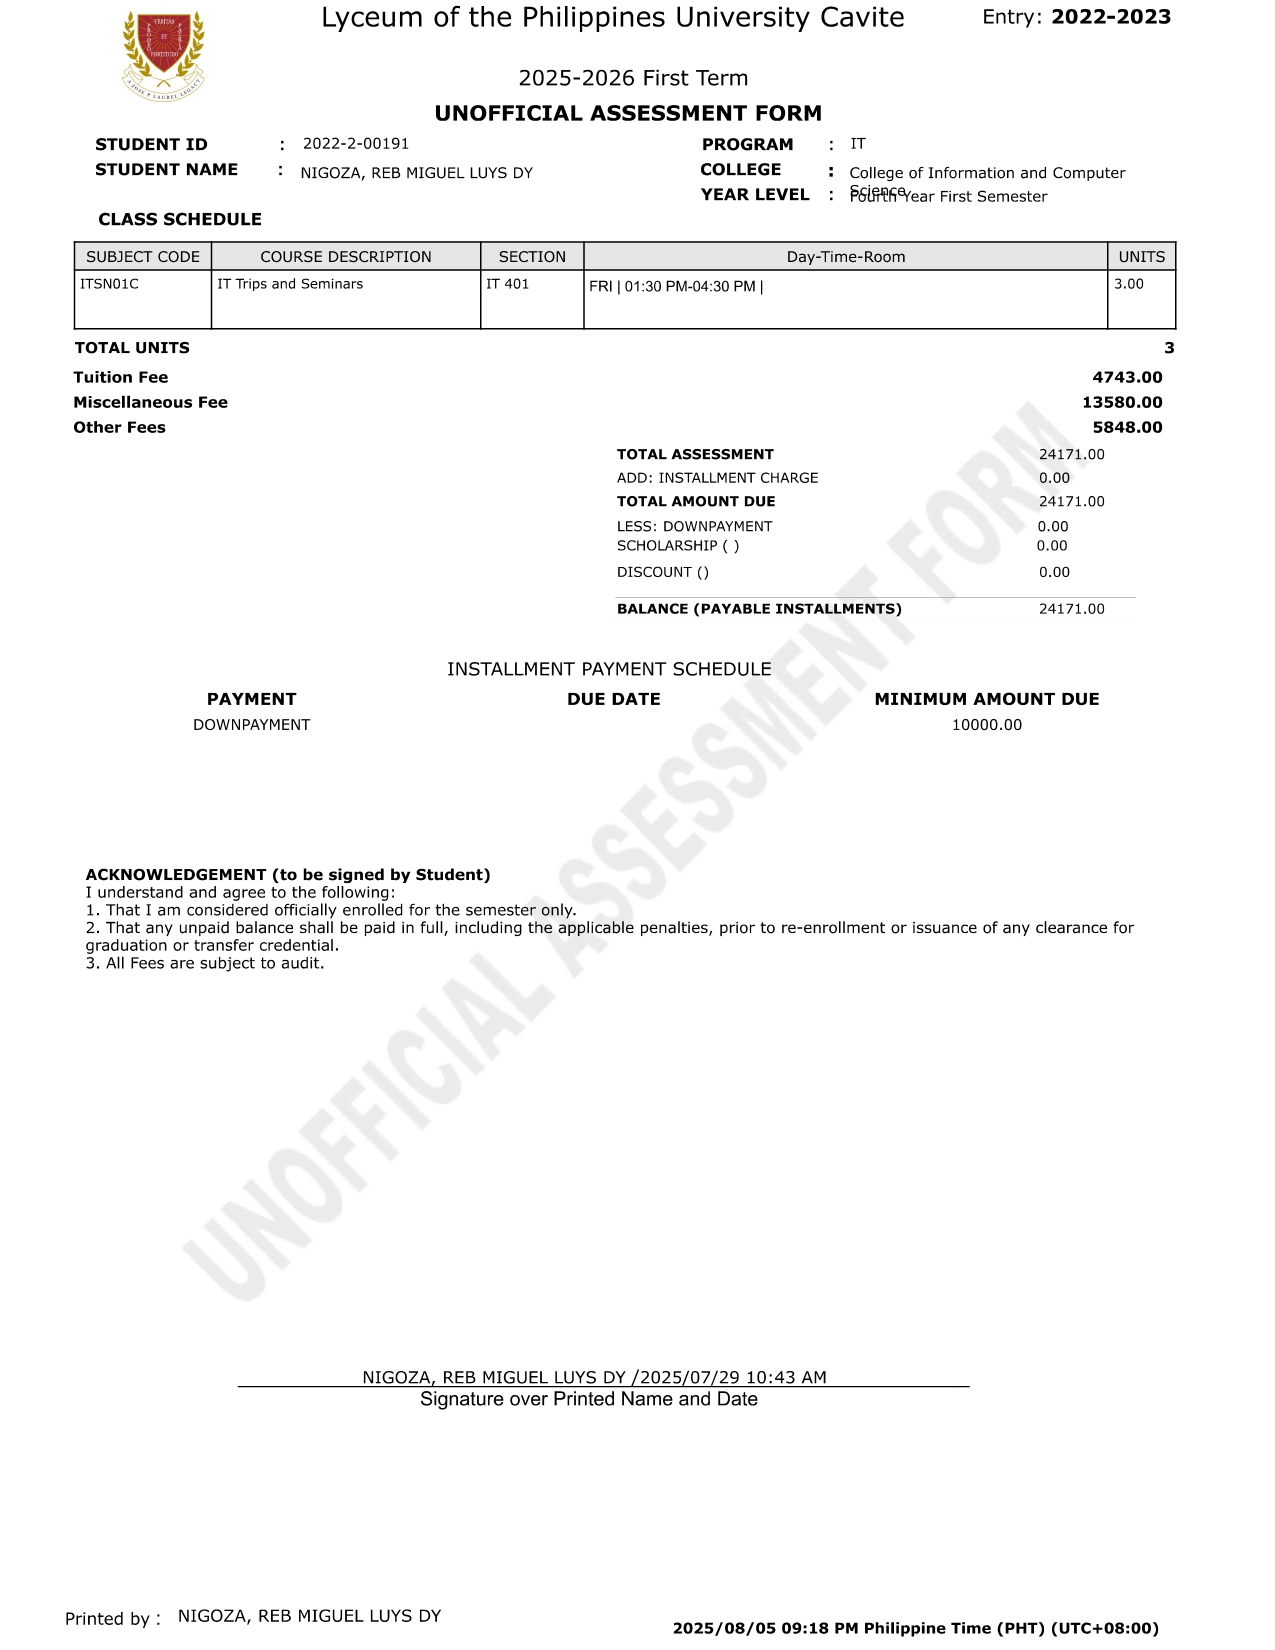 Lyceum of the Philippines University Cavite
Entry: 2022-2023
VERITAS
PRO DEO
ET
PATRIA
FORTITUDO
A JOSE P LAUREL LEGACY
2025-2026 First Term
UNOFFICIAL ASSESSMENT FORM
STUDENT ID : 2022-2-00191
PROGRAM : IT
STUDENT NAME : NIGOZA, REB MIGUEL LUYS DY
COLLEGE : College of Information and Computer
Science
YEAR LEVEL : Fourth Year First Semester
CLASS SCHEDULE
SUBJECT CODE COURSE DESCRIPTION SECTION Day-Time-Room UNITS
ITSN01C IT Trips and Seminars IT 401 FRI | 01:30 PM-04:30 PM | 3.00
TOTAL UNITS 3
Tuition Fee 4743.00
Miscellaneous Fee 13580.00
Other Fees 5848.00
TOTAL ASSESSMENT 24171.00
ADD: INSTALLMENT CHARGE 0.00
TOTAL AMOUNT DUE 24171.00
LESS: DOWNPAYMENT 0.00
SCHOLARSHIP ( ) 0.00
DISCOUNT () 0.00
BALANCE (PAYABLE INSTALLMENTS) 24171.00
INSTALLMENT PAYMENT SCHEDULE
PAYMENT DUE DATE MINIMUM AMOUNT DUE
DOWNPAYMENT 10000.00
ACKNOWLEDGEMENT (to be signed by Student)
I understand and agree to the following:
1. That I am considered officially enrolled for the semester only.
2. That any unpaid balance shall be paid in full, including the applicable penalties, prior to re-enrollment or issuance of any clearance for
graduation or transfer credential.
3. All Fees are subject to audit.
UNOFFICIAL ASSESSMENT FORM
NIGOZA, REB MIGUEL LUYS DY /2025/07/29 10:43 AM
Signature over Printed Name and Date
Printed by : NIGOZA, REB MIGUEL LUYS DY
2025/08/05 09:18 PM Philippine Time (PHT) (UTC+08:00)